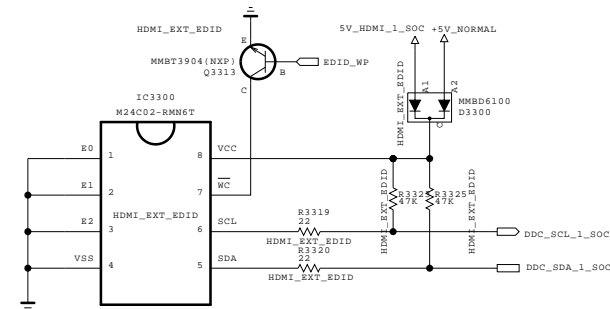 HDMI_EXT_EDID
E
MMBT3904(NXP)
Q3313
B
EDID_WP
C
5V_HDMI_1_SOC
+5V_NORMAL
A1
A2
MMBD6100
D3300
C
HDMI_EXT_EDID
IC3300
M24C02-RMN6T
E0
1
8
VCC
E1
2
7
WC
HDMI_EXT_EDID
E2
3
6
SCL
VSS
4
5
SDA
R3319
22
HDMI_EXT_EDID
R3320
22
HDMI_EXT_EDID
47K
HDMI_EXT_EDID
R3325
47K
HDMI_EXT_EDID
DDC_SCL_1_SOC
DDC_SDA_1_SOC